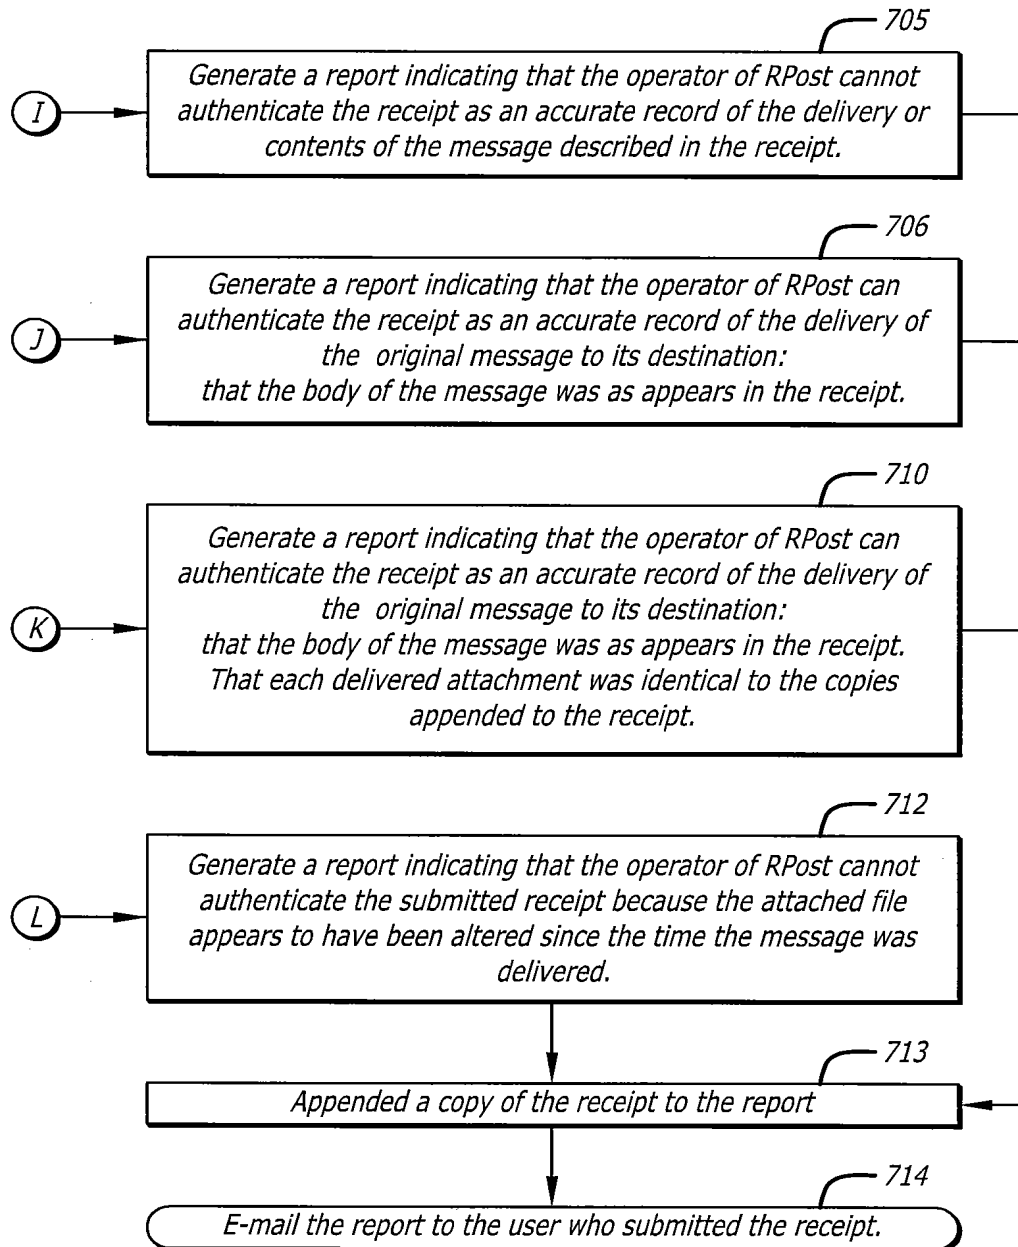 705
Generate a report indicating that the operator of RPost cannot
authenticate the receipt as an accurate record of the delivery or
contents of the message described in the receipt.
I
706
Generate a report indicating that the operator of RPost can
authenticate the receipt as an accurate record of the delivery of
the original message to its destination:
that the body of the message was as appears in the receipt.
J
710
Generate a report indicating that the operator of RPost can
authenticate the receipt as an accurate record of the delivery of
the original message to its destination:
that the body of the message was as appears in the receipt.
That each delivered attachment was identical to the copies
appended to the receipt.
K
712
Generate a report indicating that the operator of RPost cannot
authenticate the submitted receipt because the attached file
appears to have been altered since the time the message was
delivered.
L
713
Appended a copy of the receipt to the report
714
E-mail the report to the user who submitted the receipt.